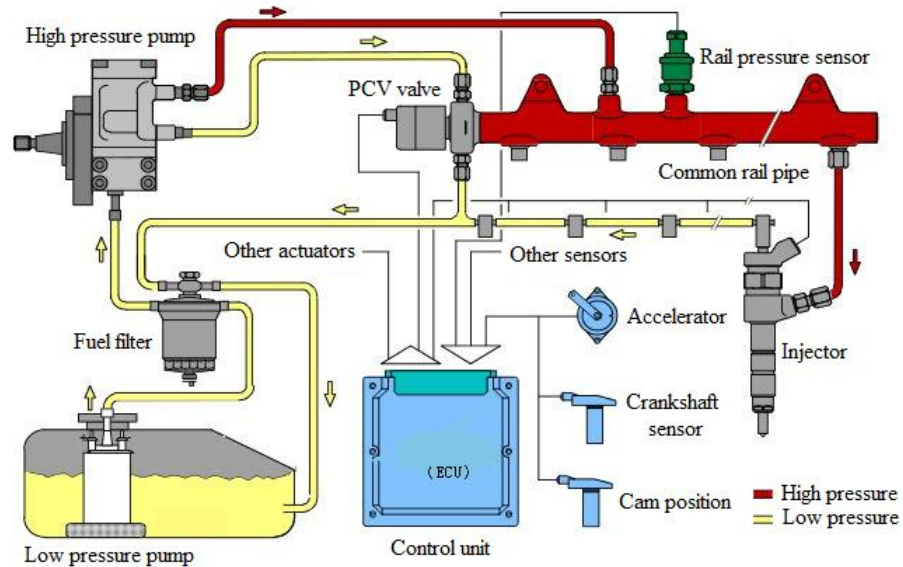 High pressure pump
PCV valve
Rail pressure sensor
Common rail pipe
Other actuators
Other sensors
Fuel filter
Accelerator
Injector
Crankshaft
sensor
(ECU)
Cam position
High pressure
Low pressure
Low pressure pump
Control unit